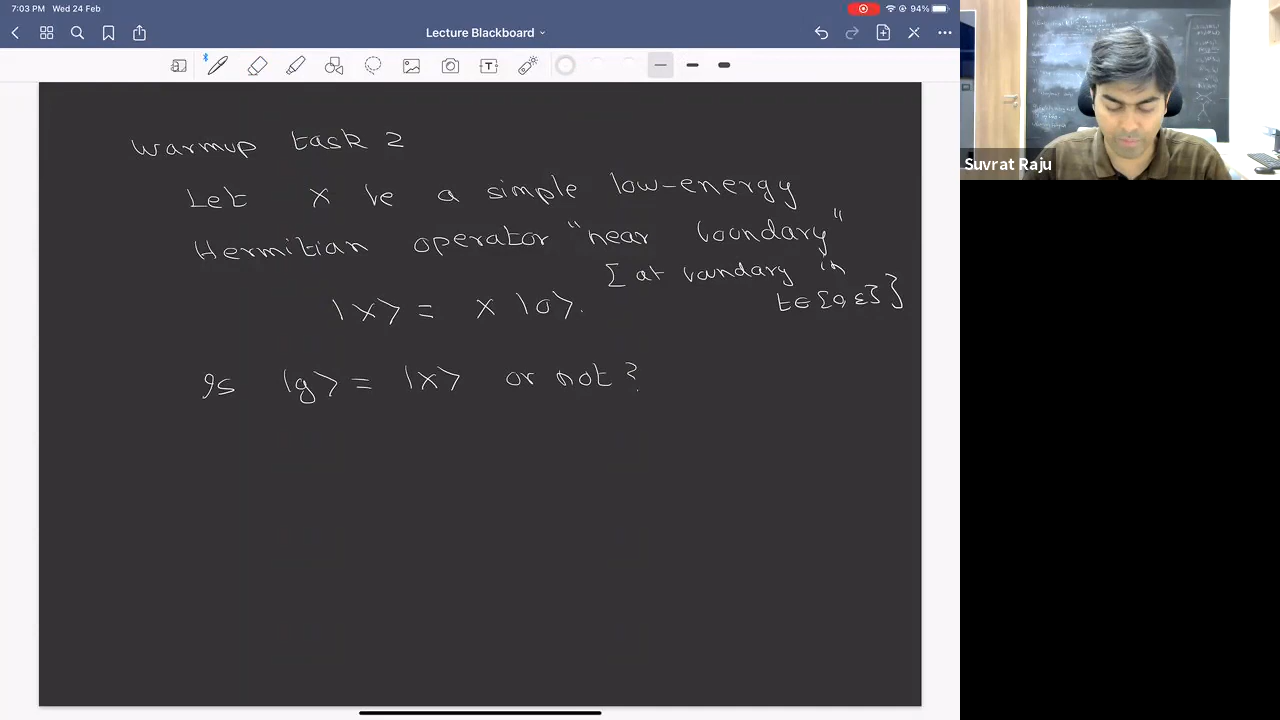 7:03 PM Wed 24 Feb
94%
Lecture Blackboard
T
Suvrat Raju
warmup task 2
Let X be a simple low-energy
Hermitian operator "near boundary"
[at boundary in
t∈[0,ε]}
|X⟩ = X |0⟩.
Is |g⟩ = |X⟩ or not?